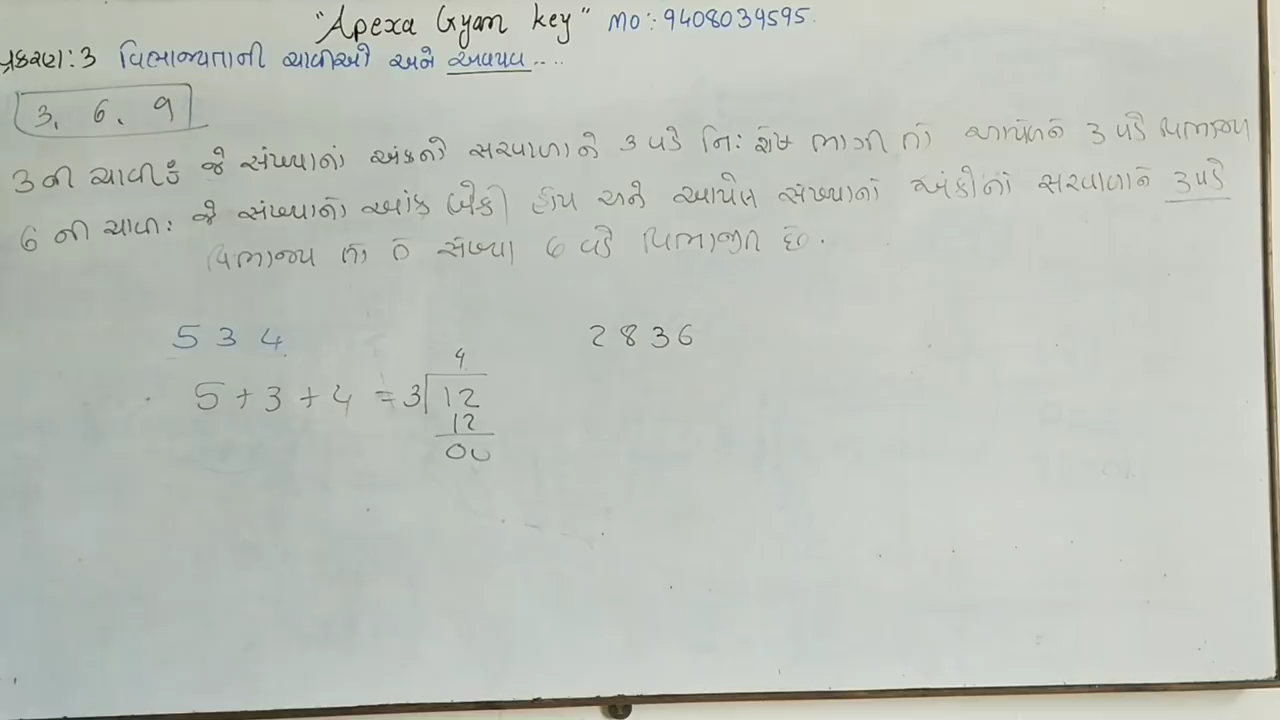 "Apexa Gyan key" MO:-9408034595.
પ્રકરણ:3 વિભાજ્યતાની ચાવીઓ અને અવયવ....
3, 6, 9
3 ની ચાવી જે સંખ્યાનાં અંકનો સરવાળાને 3 વડે નિ:શેષ ભાગી તો આપેલને 3 વડે વિભાજ્ય
6 ની ચાવી: જે સંખ્યાનો આંક બેકી હોય અને આપેલ સંખ્યાનાં અંકોનાં સરવાળાને 3 વડે
વિભાજ્ય તો તે સંખ્યા 6 વડે વિભાજીત છે.
534 2836
4
5+3+4 = 3 12
12
00